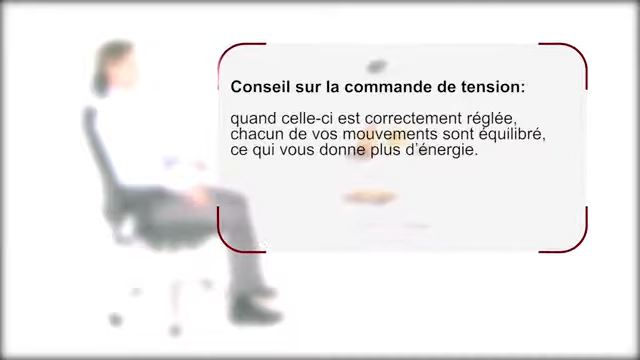 Conseil sur la commande de tension:
quand celle-ci est correctement réglée,
chacun de vos mouvements sont équilibré,
ce qui vous donne plus d'énergie.